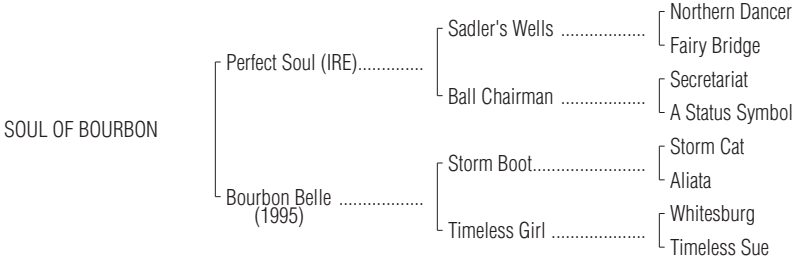 Northern Dancer
Sadler's Wells ...................
Fairy Bridge
Perfect Soul (IRE)..............
Secretariat
Ball Chairman ...................
A Status Symbol
SOUL OF BOURBON
Storm Cat
Storm Boot.........................
Aliata
Bourbon Belle ...................
(1995)
Whitesburg
Timeless Girl .....................
Timeless Sue